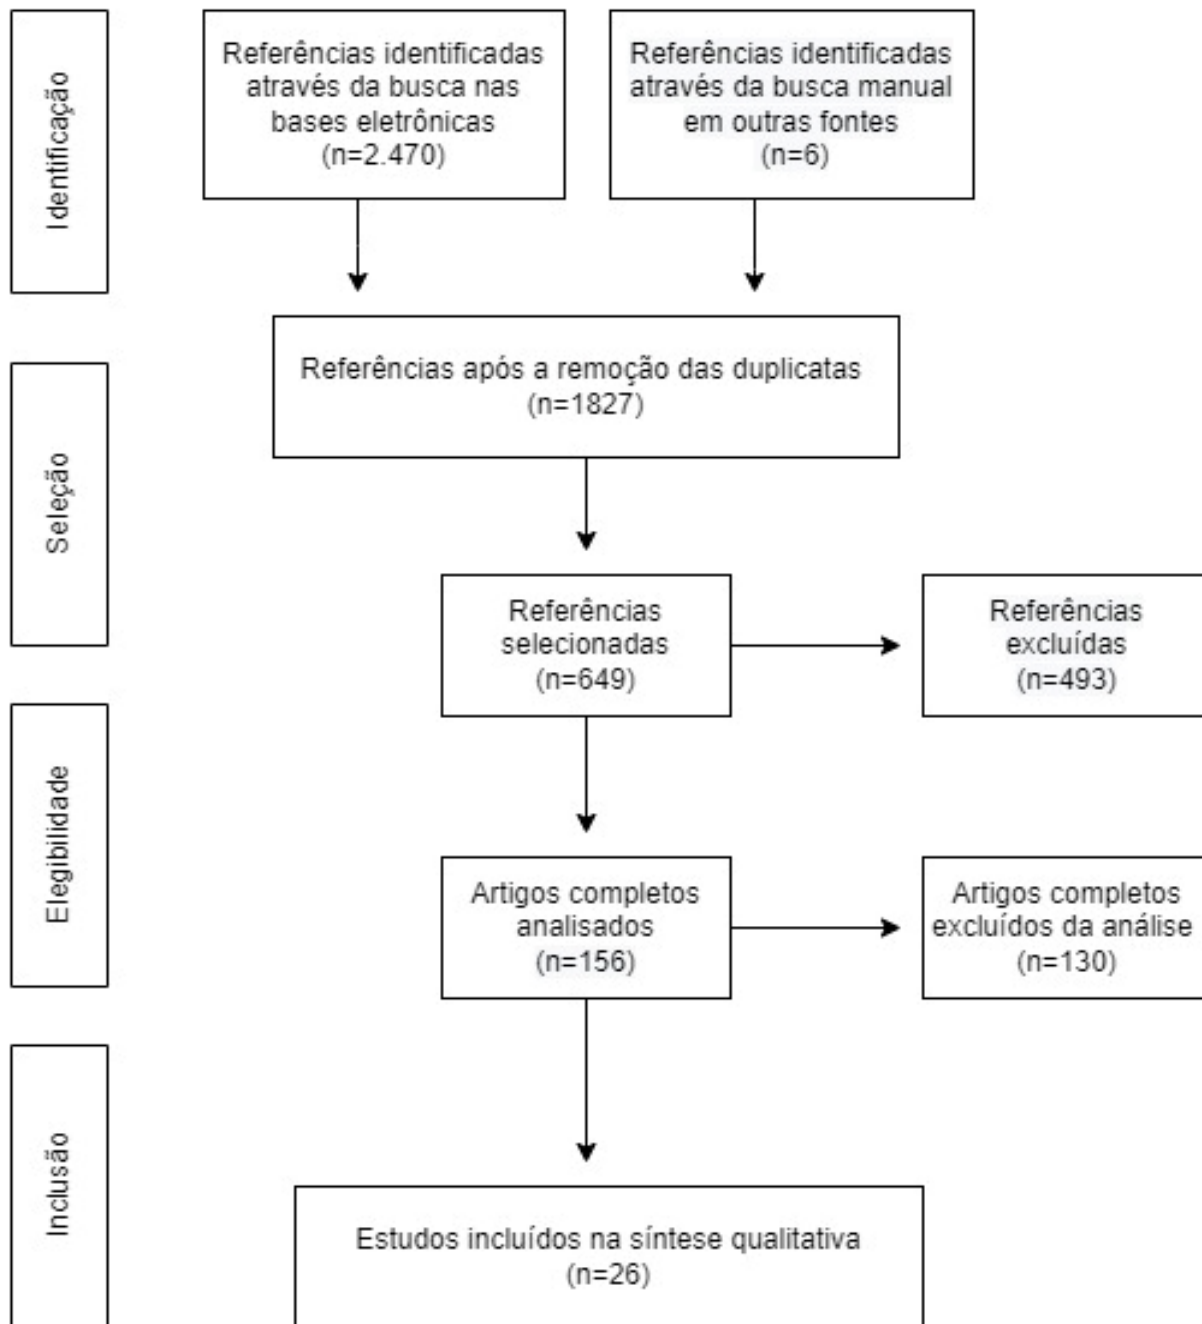 Identificação
Referências identificadas
através da busca nas
bases eletrônicas
(n=2.470)
Referências identificadas
através da busca manual
em outras fontes
(n=6)
Referências após a remoção das duplicatas
(n=1827)
Seleção
Referências
selecionadas
(n=649)
Referências
excluídas
(n=493)
Elegibilidade
Artigos completos
analisados
(n=156)
Artigos completos
excluídos da análise
(n=130)
Inclusão
Estudos incluídos na síntese qualitativa
(n=26)